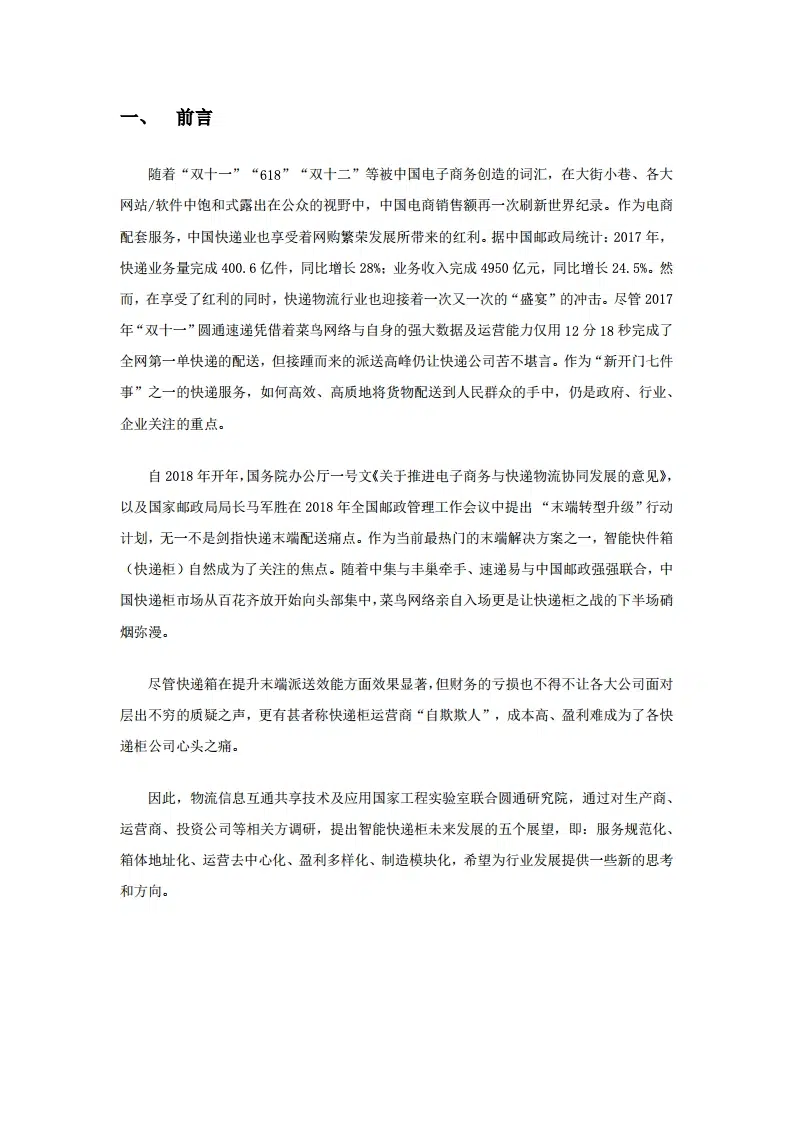 一、 前言
随着“双十一”“618”“双十二”等被中国电子商务创造的词汇，在大街小巷、各大
网站/软件中饱和式露出在公众的视野中，中国电商销售额再一次刷新世界纪录。作为电商
配套服务，中国快递业也享受着网购繁荣发展所带来的红利。据中国邮政局统计：2017 年，
快递业务量完成 400.6 亿件，同比增长 28%；业务收入完成 4950 亿元，同比增长 24.5%。然
而，在享受了红利的同时，快递物流行业也迎接着一次又一次的“盛宴”的冲击。尽管 2017
年“双十一”圆通速递凭借着菜鸟网络与自身的强大数据及运营能力仅用 12 分 18 秒完成了
全网第一单快递的配送，但接踵而来的派送高峰仍让快递公司苦不堪言。作为“新开门七件
事”之一的快递服务，如何高效、高质地将货物配送到人民群众的手中，仍是政府、行业、
企业关注的重点。
自 2018 年开年，国务院办公厅一号文《关于推进电子商务与快递物流协同发展的意见》，
以及国家邮政局局长马军胜在 2018 年全国邮政管理工作会议中提出 “末端转型升级”行动
计划，无一不是剑指快递末端配送痛点。作为当前最热门的末端解决方案之一，智能快件箱
（快递柜）自然成为了关注的焦点。随着中集与丰巢牵手、速递易与中国邮政强强联合，中
国快递柜市场从百花齐放开始向头部集中，菜鸟网络亲自入场更是让快递柜之战的下半场硝
烟弥漫。
尽管快递箱在提升末端派送效能方面效果显著，但财务的亏损也不得不让各大公司面对
层出不穷的质疑之声，更有甚者称快递柜运营商“自欺欺人”，成本高、盈利难成为了各快
递柜公司心头之痛。
因此，物流信息互通共享技术及应用国家工程实验室联合圆通研究院，通过对生产商、
运营商、投资公司等相关方调研，提出智能快递柜未来发展的五个展望，即：服务规范化、
箱体地址化、运营去中心化、盈利多样化、制造模块化，希望为行业发展提供一些新的思考
和方向。